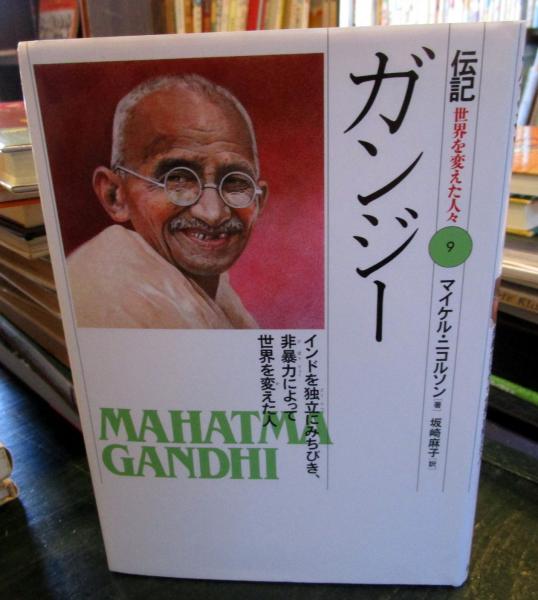 伝記 世界を変えた人々 9
マイケル・ニコルソン 著 坂崎麻子 訳
ガンジー
インドを独立にみちびき、
非暴力によって
世界を変えた人
MAHATMA
GANDHI